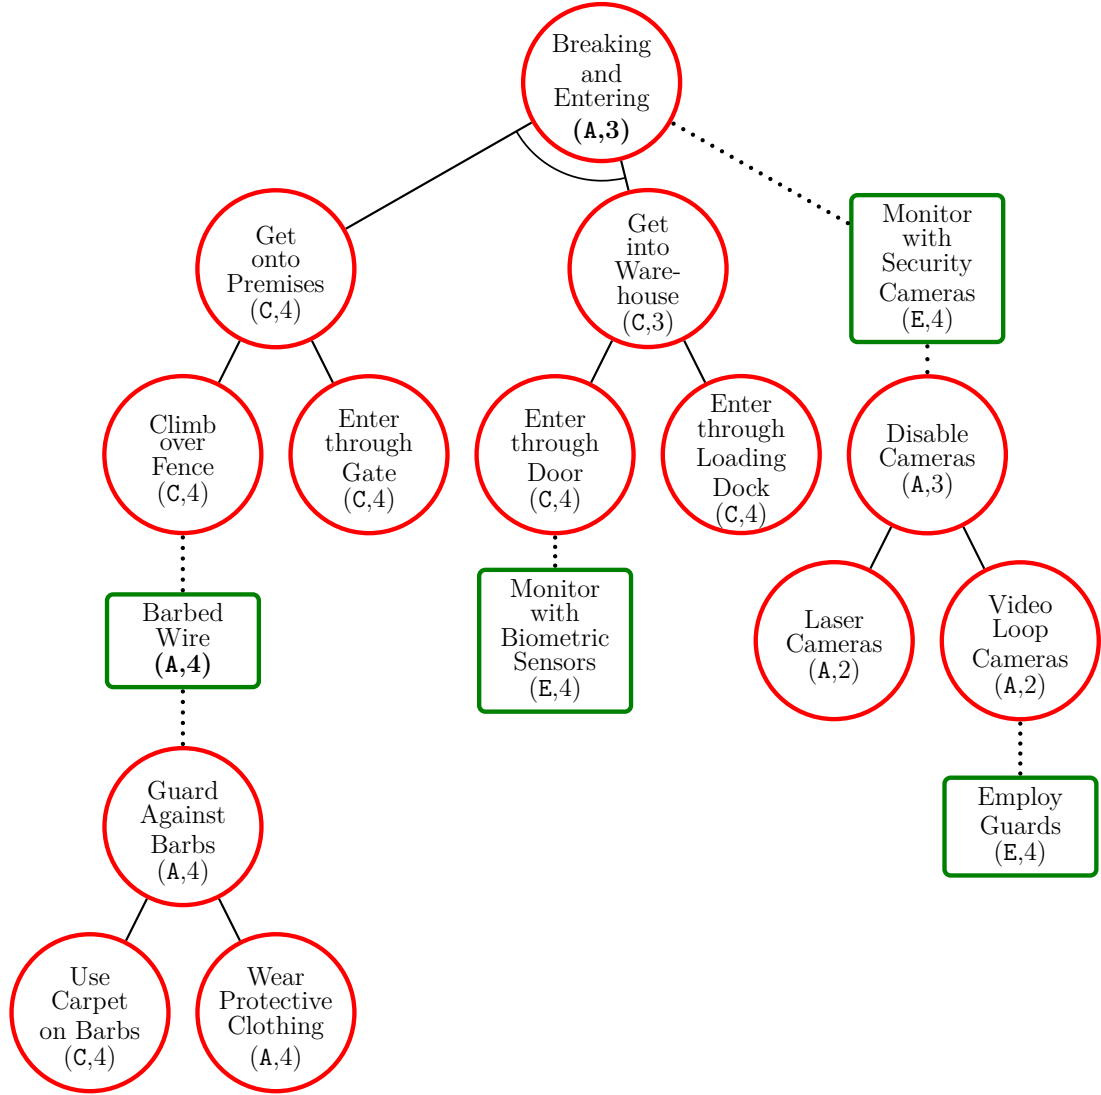 Breaking
and
Entering
(A,3)
Get
onto
Premises
(C,4)
Get
into
Ware-
house
(C,3)
Monitor
with
Security
Cameras
(E,4)
Climb
over
Fence
(C,4)
Enter
through
Gate
(C,4)
Enter
through
Door
(C,4)
Enter
through
Loading
Dock
(C,4)
Disable
Cameras
(A,3)
Barbed
Wire
(A,4)
Monitor
with
Biometric
Sensors
(E,4)
Laser
Cameras
(A,2)
Video
Loop
Cameras
(A,2)
Guard
Against
Barbs
(A,4)
Employ
Guards
(E,4)
Use
Carpet
on Barbs
(C,4)
Wear
Protective
Clothing
(A,4)